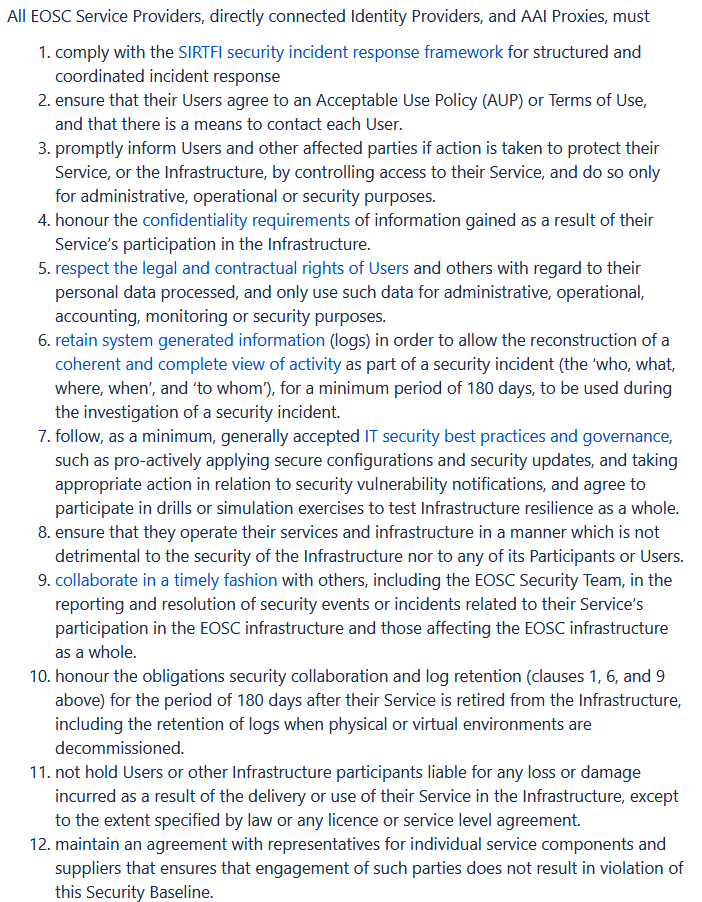 All EOSC Service Providers, directly connected Identity Providers, and AAI Proxies, must
1. comply with the SIRTFI security incident response framework for structured and
coordinated incident response
2. ensure that their Users agree to an Acceptable Use Policy (AUP) or Terms of Use,
and that there is a means to contact each User.
3. promptly inform Users and other affected parties if action is taken to protect their
Service, or the Infrastructure, by controlling access to their Service, and do so only
for administrative, operational or security purposes.
4. honour the confidentiality requirements of information gained as a result of their
Service's participation in the Infrastructure.
5. respect the legal and contractual rights of Users and others with regard to their
personal data processed, and only use such data for administrative, operational,
accounting, monitoring or security purposes.
6. retain system generated information (logs) in order to allow the reconstruction of a
coherent and complete view of activity as part of a security incident (the ‘who, what,
where, when’, and ‘to whom’), for a minimum period of 180 days, to be used during
the investigation of a security incident.
7. follow, as a minimum, generally accepted IT security best practices and governance,
such as pro-actively applying secure configurations and security updates, and taking
appropriate action in relation to security vulnerability notifications, and agree to
participate in drills or simulation exercises to test Infrastructure resilience as a whole.
8. ensure that they operate their services and infrastructure in a manner which is not
detrimental to the security of the Infrastructure nor to any of its Participants or Users.
9. collaborate in a timely fashion with others, including the EOSC Security Team, in the
reporting and resolution of security events or incidents related to their Service’s
participation in the EOSC infrastructure and those affecting the EOSC infrastructure
as a whole.
10. honour the obligations security collaboration and log retention (clauses 1, 6, and 9
above) for the period of 180 days after their Service is retired from the Infrastructure,
including the retention of logs when physical or virtual environments are
decommissioned.
11. not hold Users or other Infrastructure participants liable for any loss or damage
incurred as a result of the delivery or use of their Service in the Infrastructure, except
to the extent specified by law or any licence or service level agreement.
12. maintain an agreement with representatives for individual service components and
suppliers that ensures that engagement of such parties does not result in violation of
this Security Baseline.